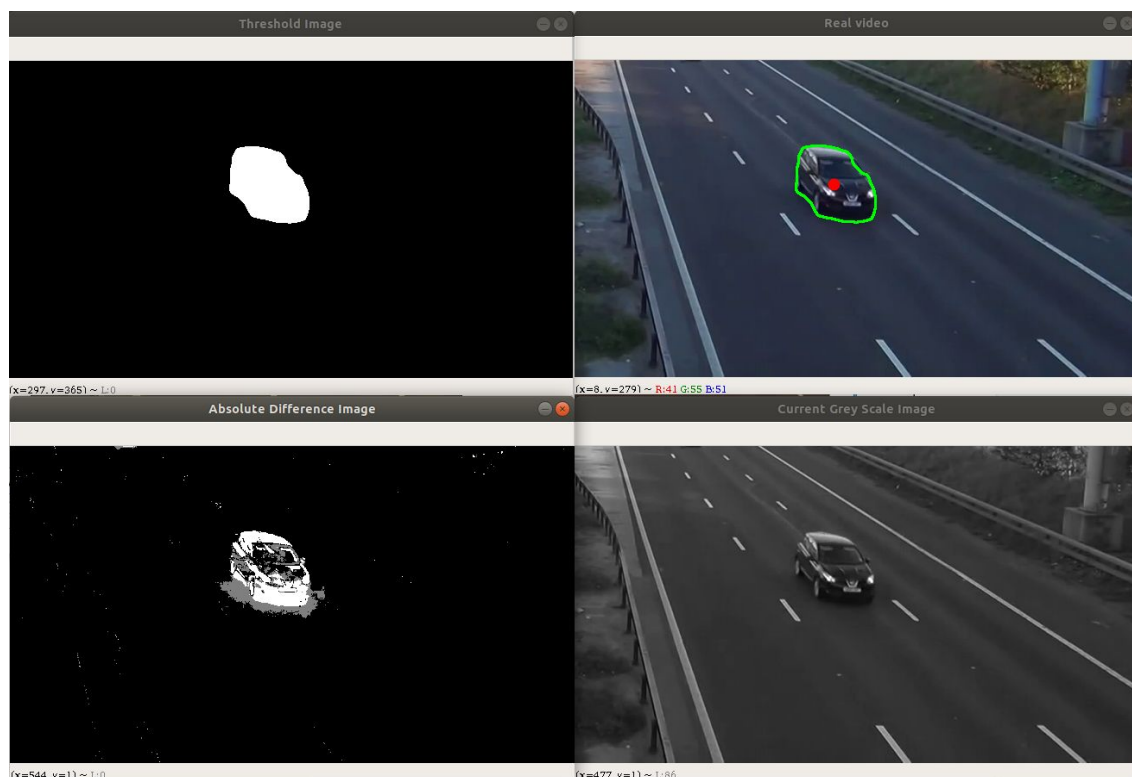 Threshold Image
Real video
(x=297, y=365) ~ L:0
(x=8, y=279) ~ R:41 G:55 B:51
Absolute Difference Image
Current Grey Scale Image
(x=544, y=1) ~ L:0
(x=477, y=1) ~ L:86